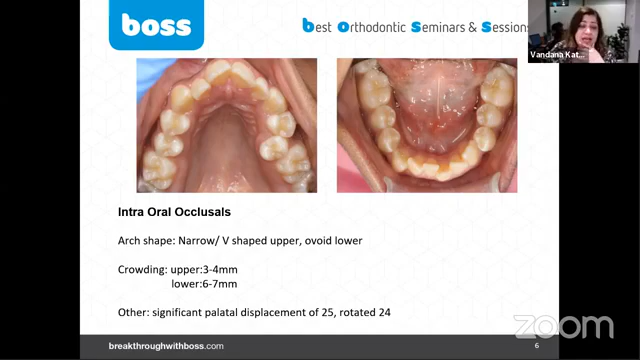 boss
best Orthodontic Seminars & Sessions
Vandana Kat...
Intra Oral Occlusals
Arch shape: Narrow/ V shaped upper, ovoid lower
Crowding: upper:3-4mm
lower:6-7mm
Other: significant palatal displacement of 25, rotated 24
breakthroughwithboss.com
6
zoom